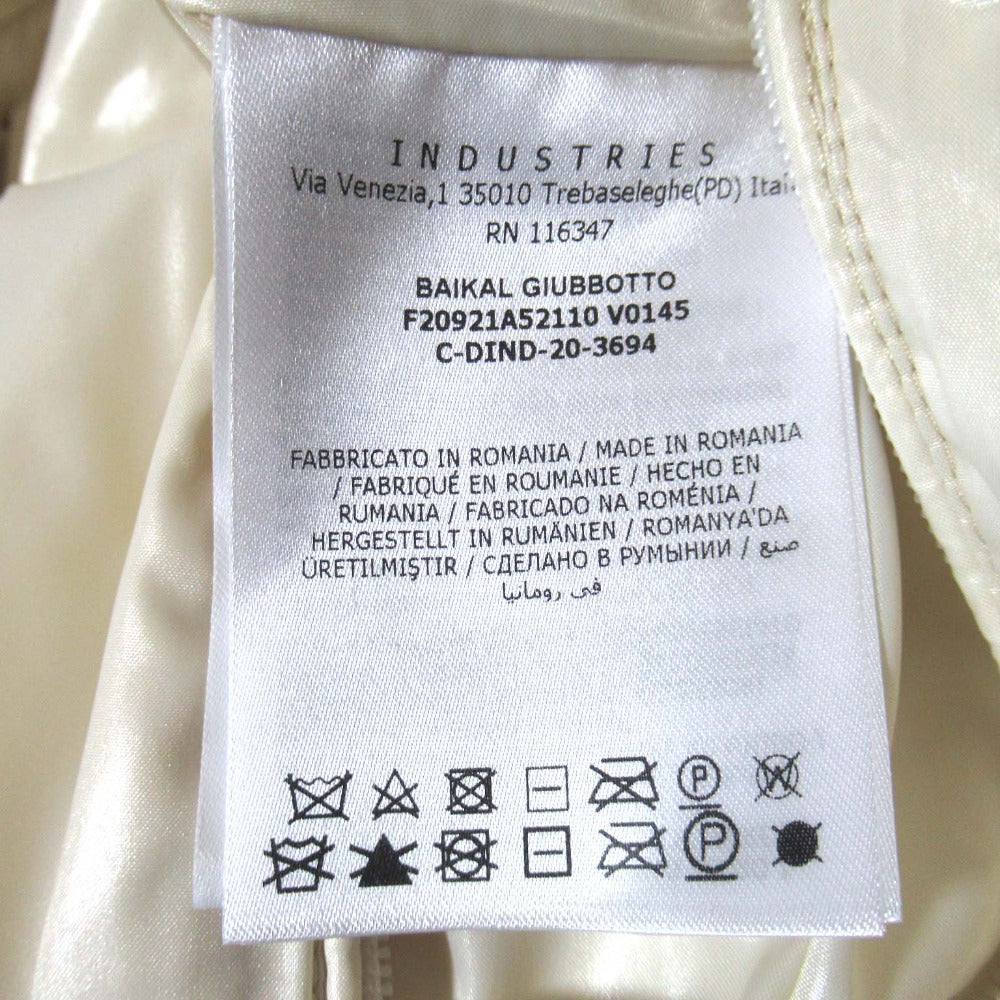 INDUSTRIES
Via Venezia,1 35010 Trebaseleghe(PD)
RN 116347
BAIKAL GIUBBOTTO
F20921A52110 V0145
C-DIND-20-3694
FABBRICATO IN ROMANIA / MADE IN ROMANIA
/ FABRIQUÉ EN ROUMANIE / HECHO EN
RUMANIA / FABRICADO NA ROMÉNIA /
HERGESTELLT IN RUMÄNIEN / ROMANYA'DA
ÜRETILMIŞTIR / СДЕЛАНО В РУМЫНИИ / صنع
في رومانيا
P W
P